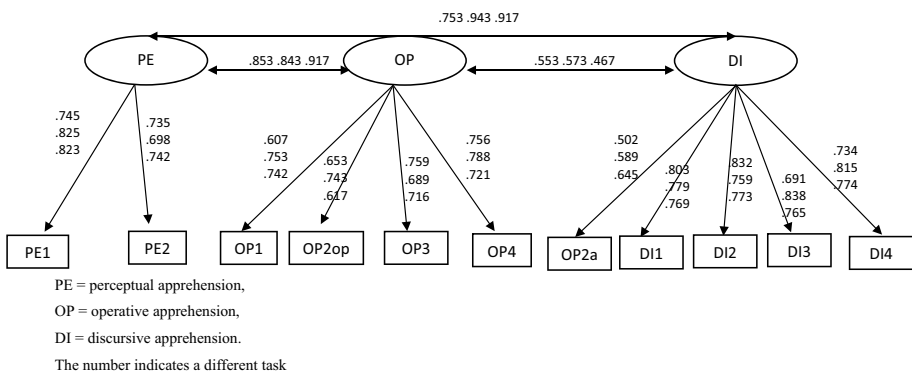 .753 .943 .917
PE
.853 .843 .917
OP
.553 .573 .467
DI
.745
.825
.823
.735
.698
.742
.607
.753
.742
.653
.743
.617
.759
.689
.716
.756
.788
.721
.502
.589
.645
.803
.779
.769
.832
.759
.773
.691
.838
.765
.734
.815
.774
PE1
PE2
OP1
OP2op
OP3
OP4
OP2a
DI1
DI2
DI3
DI4
PE = perceptual apprehension,
OP = operative apprehension,
DI = discursive apprehension.
The number indicates a different task